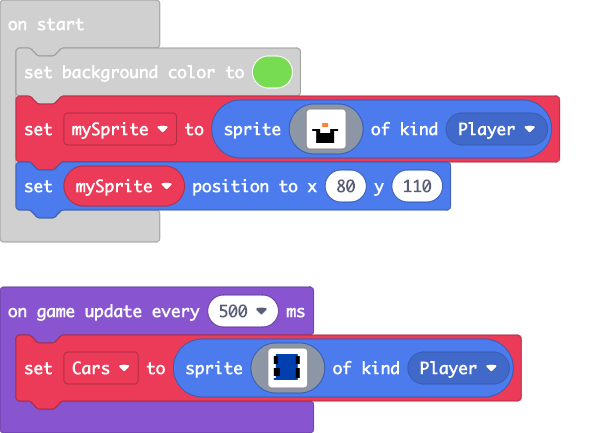 on start
set background color to
set mySprite to sprite of kind Player
set mySprite position to x 80 y 110
on game update every 500 ms
set Cars to sprite of kind Player